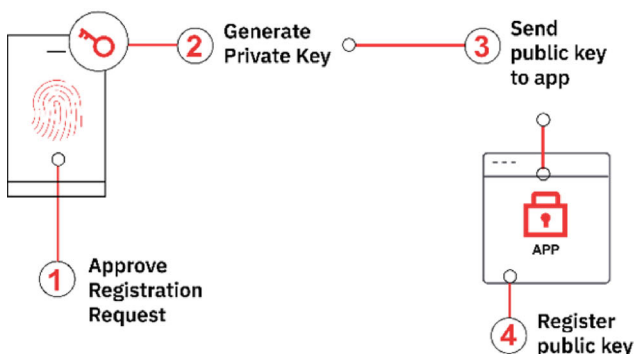 2
Generate
Private Key
3
Send
public key
to app
APP
1
Approve
Registration
Request
4
Register
public key